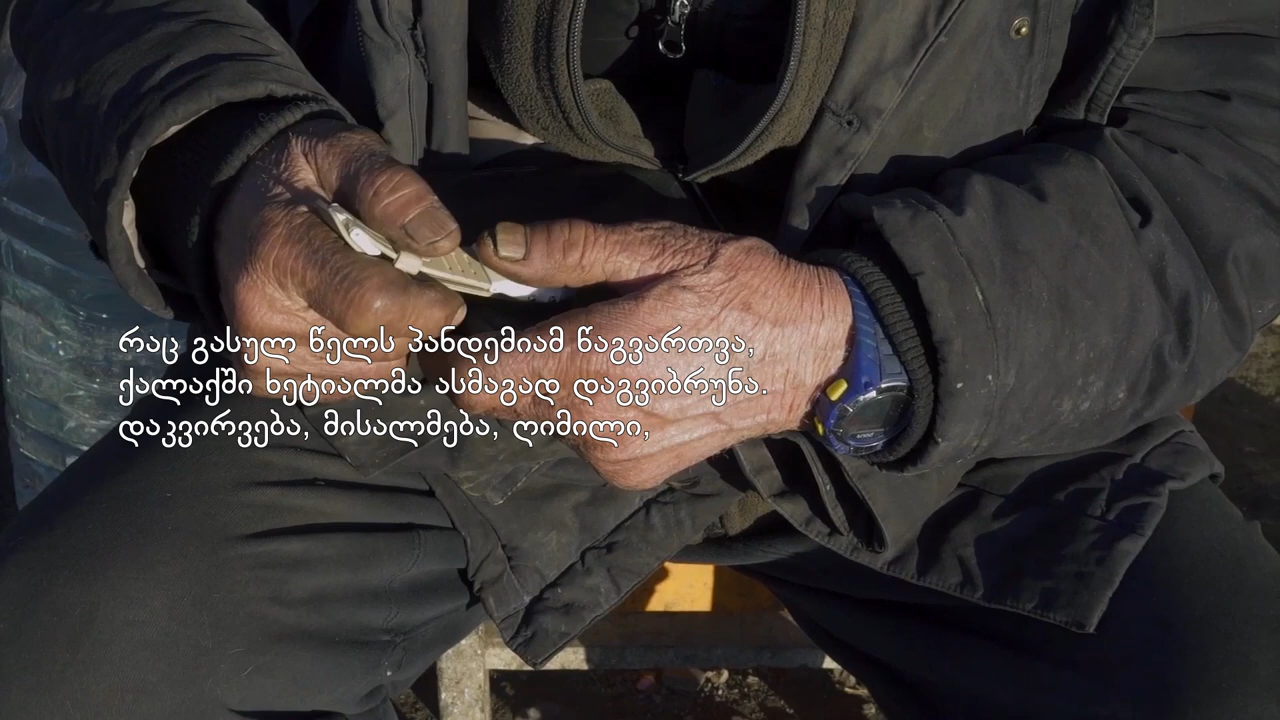 რაც გასულ წელს პანდემიამ წაგვართვა,
ქალაქში ხეტიალმა ასმაგად დაგვიბრუნა.
დაკვირვება, მისალმება, ღიმილი,